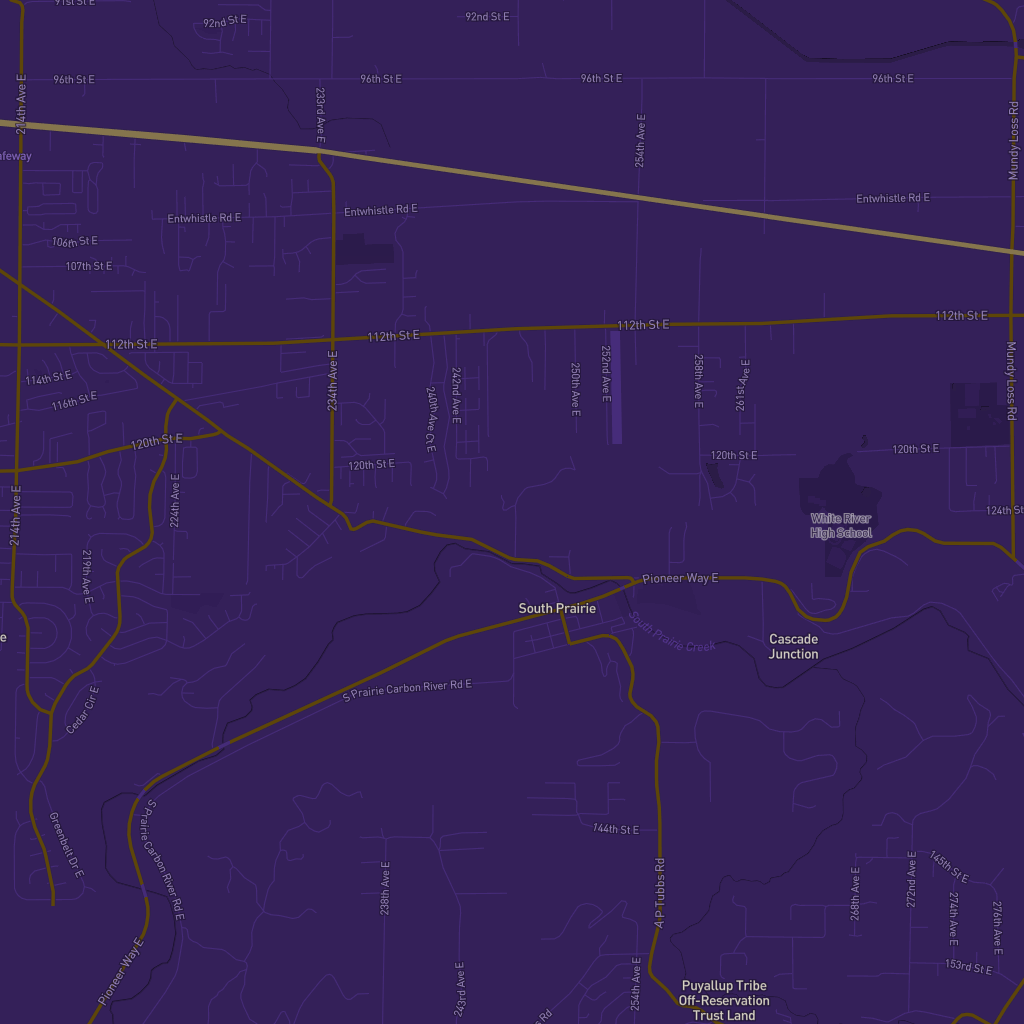 91st St E
92nd St E
92nd St E
96th St E
96th St E
96th St E
96th St E
214th Ave E
233rd Ave E
254th Ave E
Mundy Loss Rd
Entwhistle Rd E
Entwhistle Rd E
Entwhistle Rd E
106th St E
107th St E
112th St E
112th St E
112th St E
112th St E
114th St E
116th St E
234th Ave E
240th Ave Ct E
242nd Ave E
250th Ave E
252nd Ave E
258th Ave E
261st Ave E
Mundy Loss Rd
120th St E
120th St E
120th St E
120th St E
214th Ave E
224th Ave E
219th Ave E
124th St
White River
High School
Pioneer Way E
South Prairie
South Prairie Creek
Cascade
Junction
Cedar Cir E
S Prairie Carbon River Rd E
Greenbelt Dr E
S Prairie Carbon River Rd E
144th St E
145th St E
238th Ave E
A P Tubbs Rd
268th Ave E
272nd Ave E
274th Ave E
276th Ave E
153rd St E
Pioneer Way E
243rd Ave E
254th Ave E
Puyallup Tribe
Off-Reservation
Trust Land